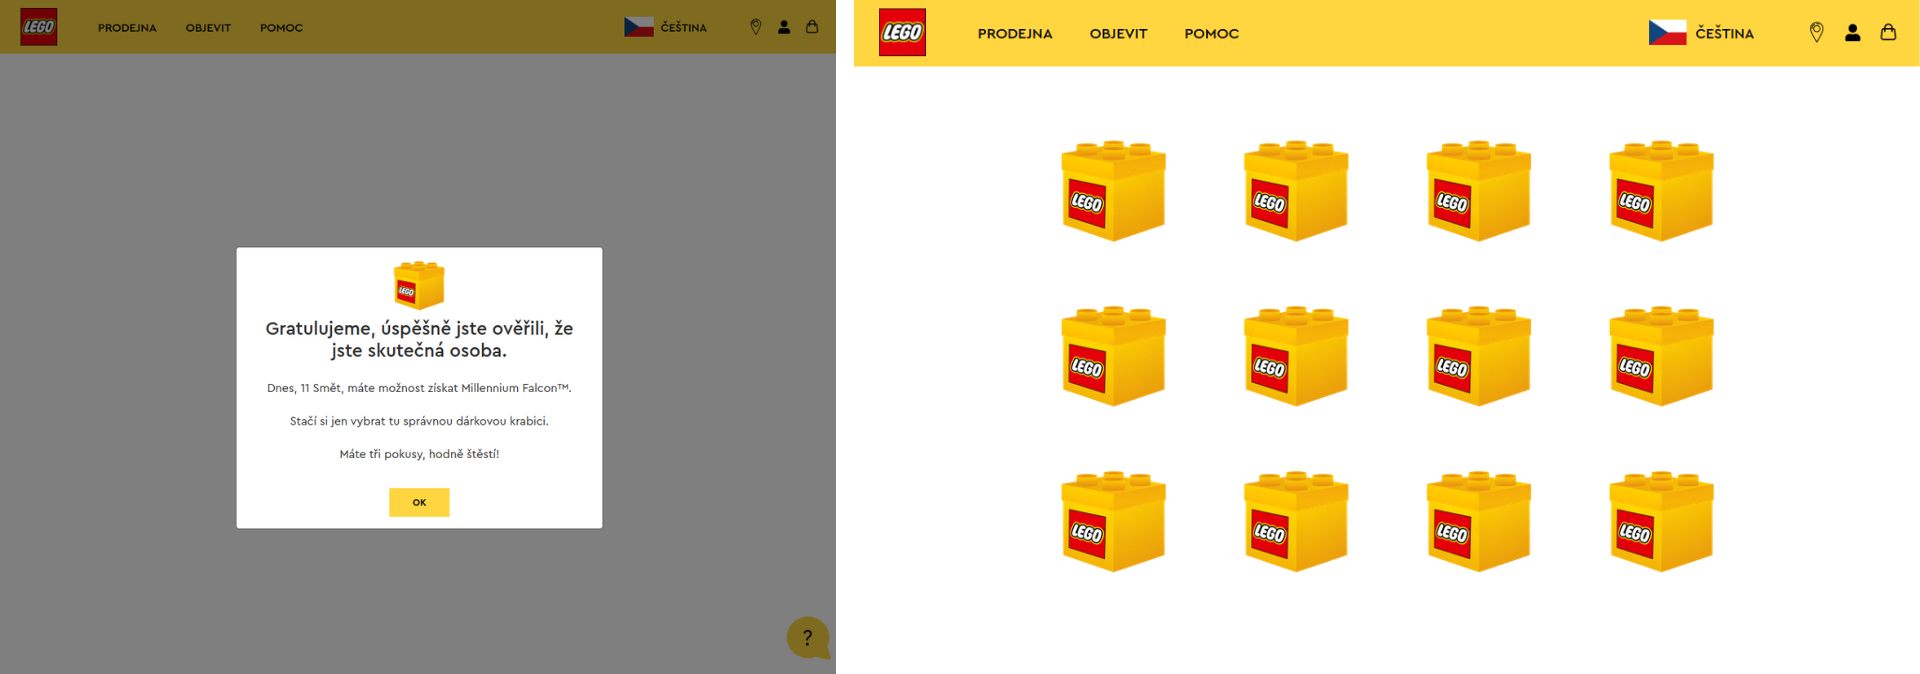 LEGO PRODEJNA OBJEVIT POMOC ČEŠTINA
LEGO
Gratulujeme, úspěšně jste ověřili, že
jste skutečná osoba.
Dnes, 11 Smět, máte možnost získat Millennium Falcon™.
Stačí si jen vybrat tu správnou dárkovou krabici.
Máte tři pokusy, hodně štěstí!
OK
?
LEGO PRODEJNA OBJEVIT POMOC ČEŠTINA
LEGO LEGO LEGO LEGO
LEGO LEGO LEGO LEGO
LEGO LEGO LEGO LEGO